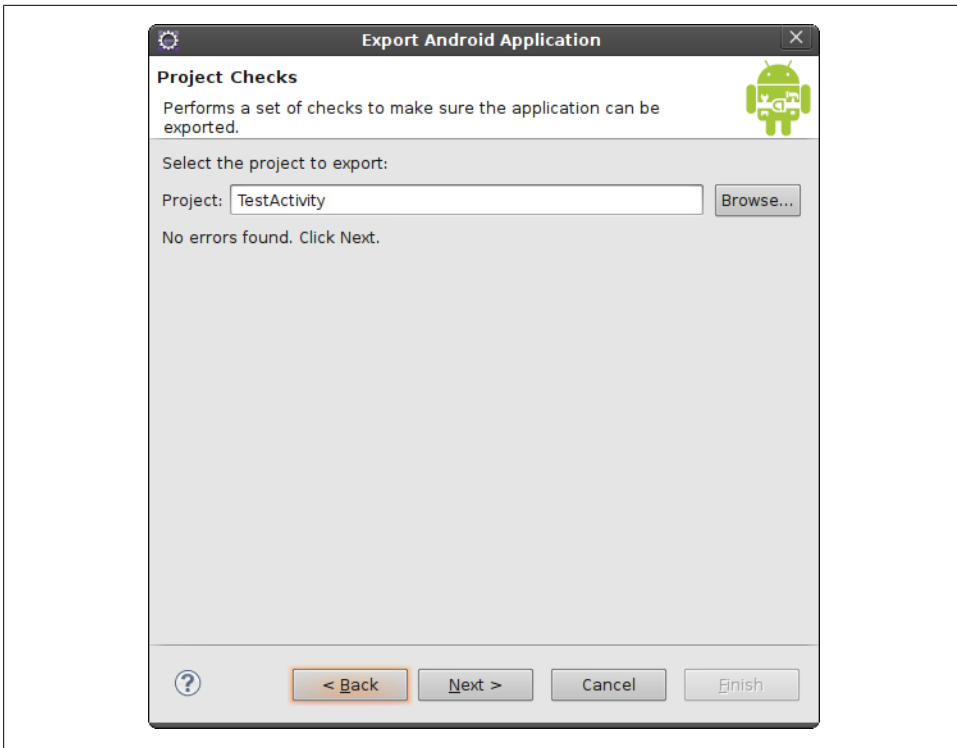 Export Android Application
Project Checks
Performs a set of checks to make sure the application can be
exported.
Select the project to export:
Project: TestActivity Browse...
No errors found. Click Next.
< Back Next > Cancel Finish